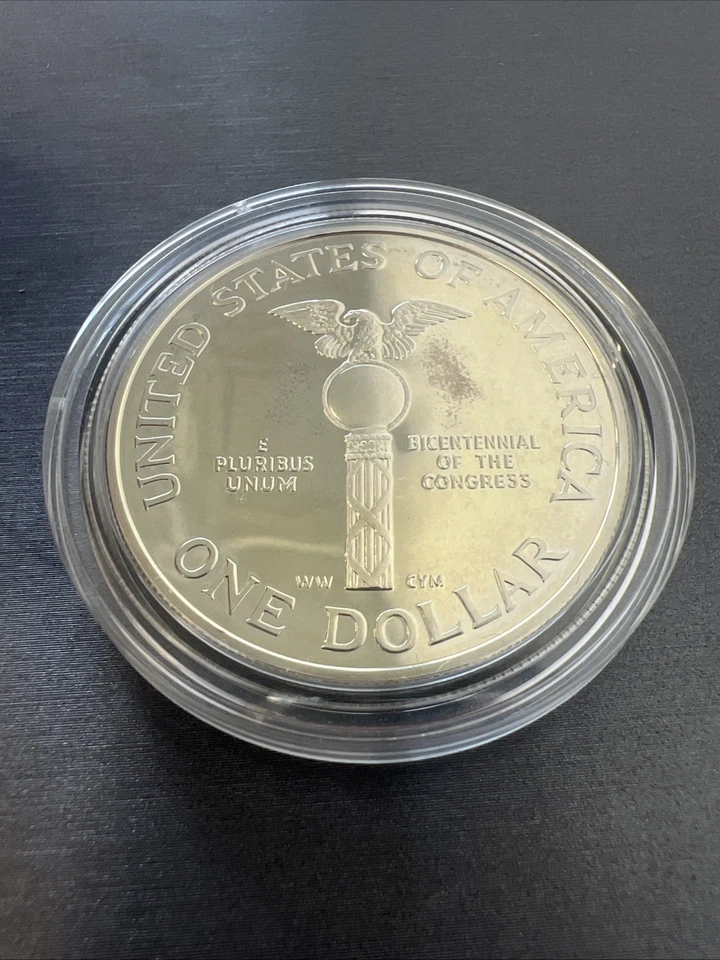 UNITED STATES OF AMERICA
E
PLURIBUS
UNUM
BICENTENNIAL
OF THE
CONGRESS
WW
CYM
ONE DOLLAR